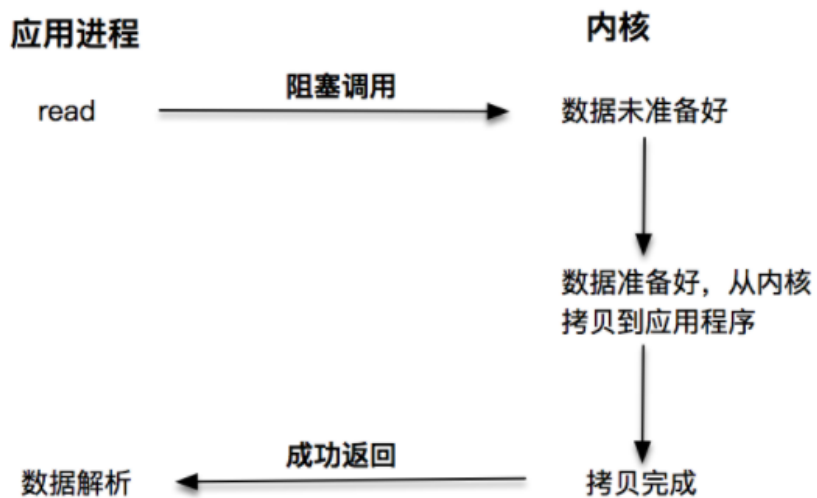 应用进程
内核
阻塞调用
read
数据未准备好
数据准备好，从内核
拷贝到应用程序
成功返回
数据解析
拷贝完成